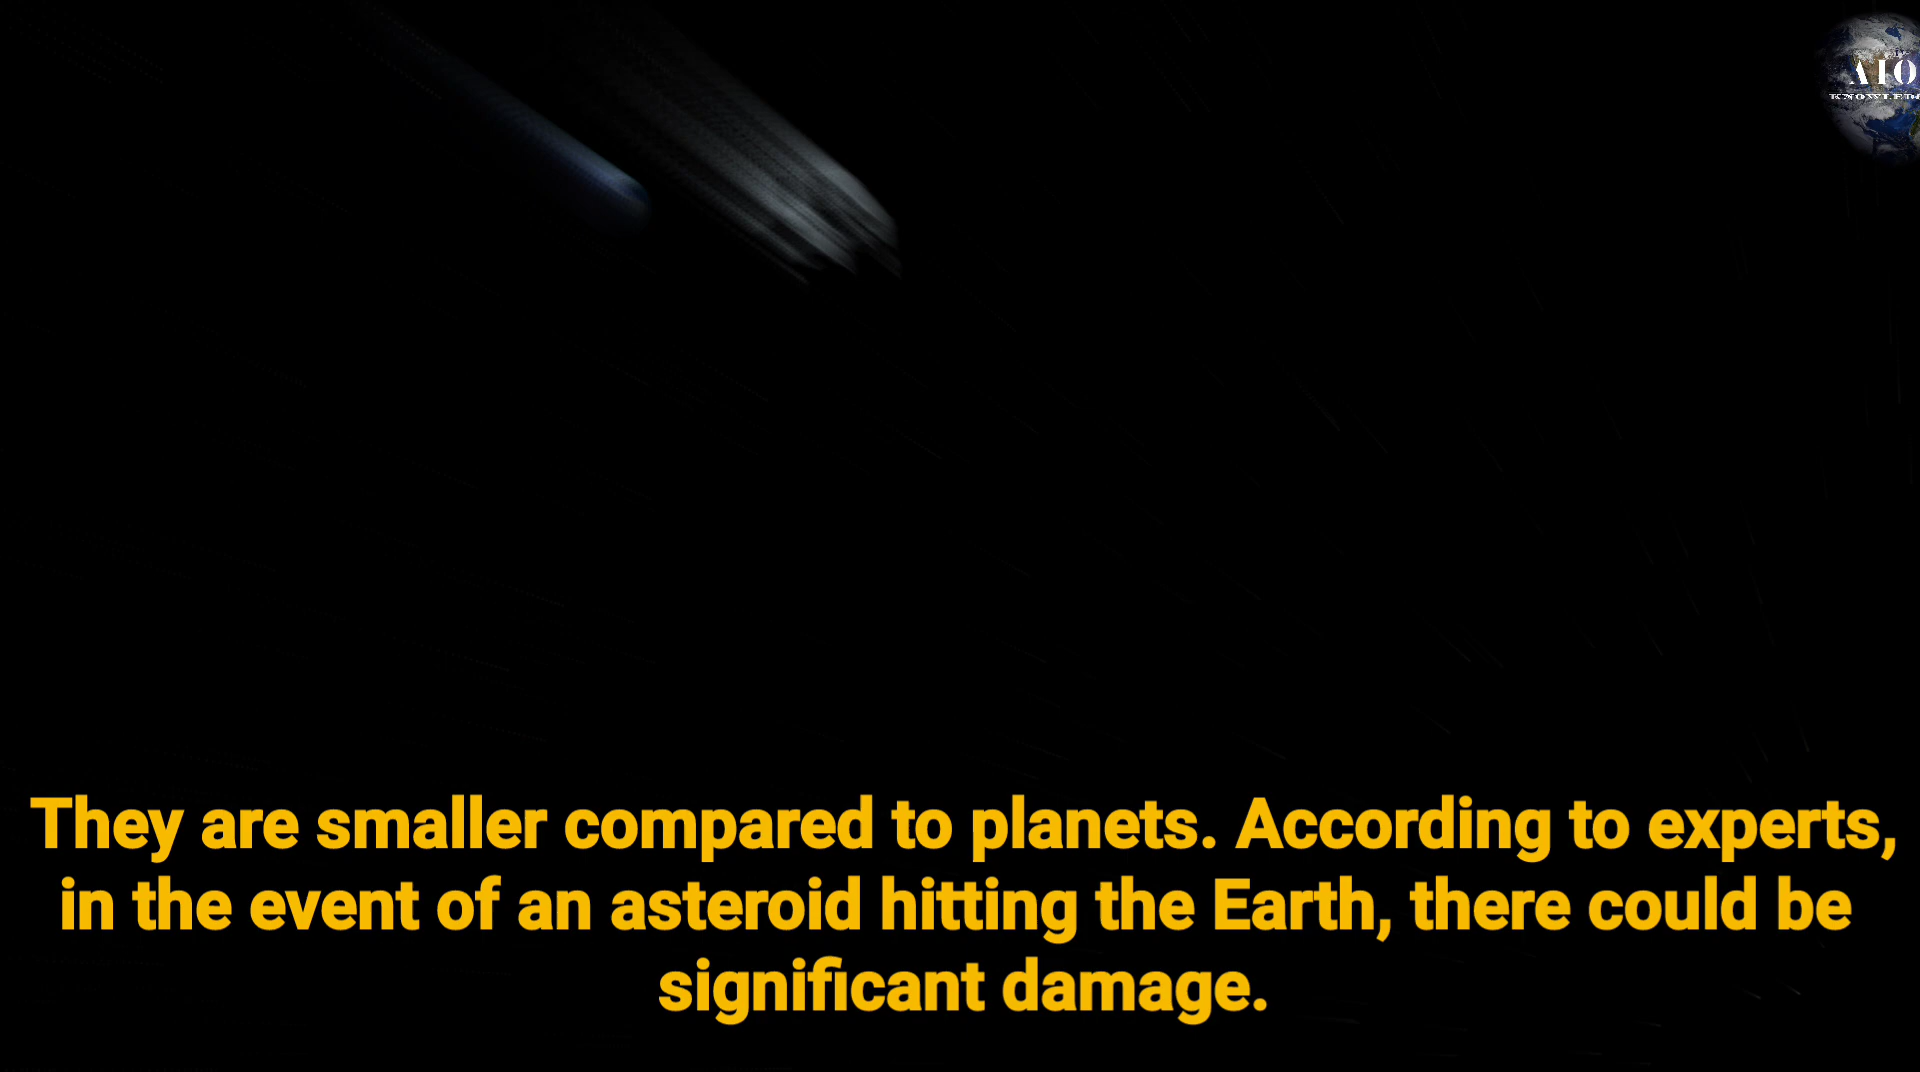 AIO
They are smaller compared to planets. According to experts,
in the event of an asteroid hitting the Earth, there could be
significant damage.